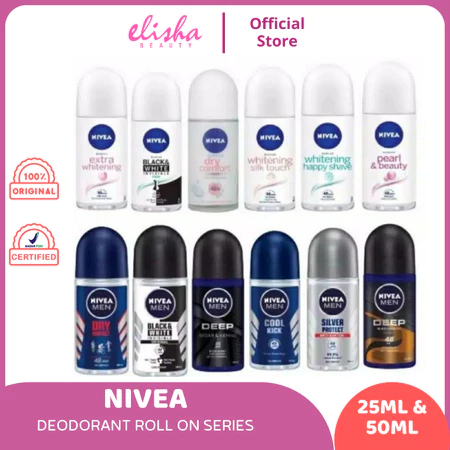 elisha
BEAUTY
Official
Store
NIVEA
extra
whitening
NIVEA
BLACK&
WHITE
INVISIBLE
NIVEA
dry
comfort
NIVEA
whitening
silk touch
NIVEA
whitening
happy shave
NIVEA
pearl
& beauty
100%
ORIGINAL
CERTIFIED
NIVEA
MEN
DRY
NIVEA
MEN
BLACK&
WHITE
NIVEA
MEN
DEEP
NIVEA
MEN
COOL
KICK
NIVEA
MEN
SILVER
PROTECT
NIVEA
MEN
DEEP
NIVEA
DEODORANT ROLL ON SERIES
25ML &
50ML